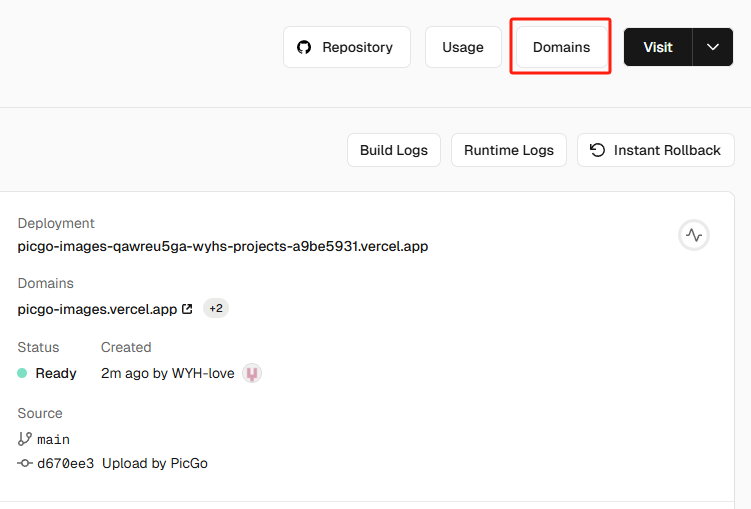 Repository Usage Domains Visit
Build Logs Runtime Logs Instant Rollback
Deployment
picgo-images-qawreu5ga-wyhs-projects-a9be5931.vercel.app
Domains
picgo-images.vercel.app +2
Status Created
Ready 2m ago by WYH-love
Source
main
d670ee3 Upload by PicGo